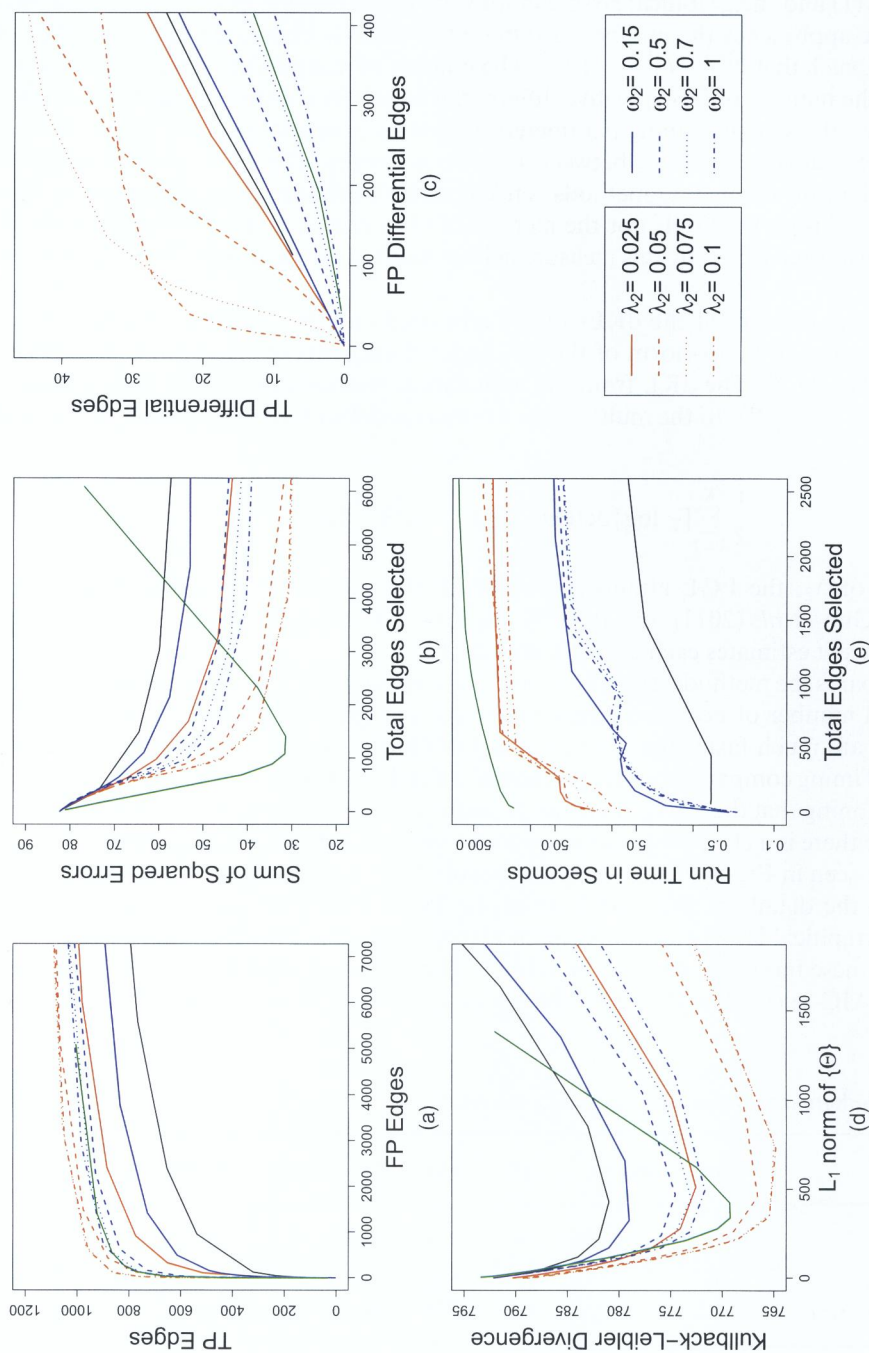 TP Edges
0 200 400 600 800 1000 1200
0 1000 2000 3000 4000 5000 6000 7000
FP Edges
(a)
Sum of Squared Errors
20 30 40 50 60 70 80 90
0 1000 2000 3000 4000 5000 6000
Total Edges Selected
(b)
TP Differential Edges
0 10 20 30 40
0 100 200 300 400
FP Differential Edges
(c)
Kullback–Leibler Divergence
765 770 775 780 785 790 795
0 500 1000 1500
L₁ norm of {Θ}
(d)
Run Time in Seconds
0.1 0.5 5.0 50.0 500.0
0 500 1000 1500 2000 2500
Total Edges Selected
(e)
λ₂= 0.025
λ₂= 0.05
λ₂= 0.075
λ₂= 0.1
ω₂= 0.15
ω₂= 0.5
ω₂= 0.7
ω₂= 1